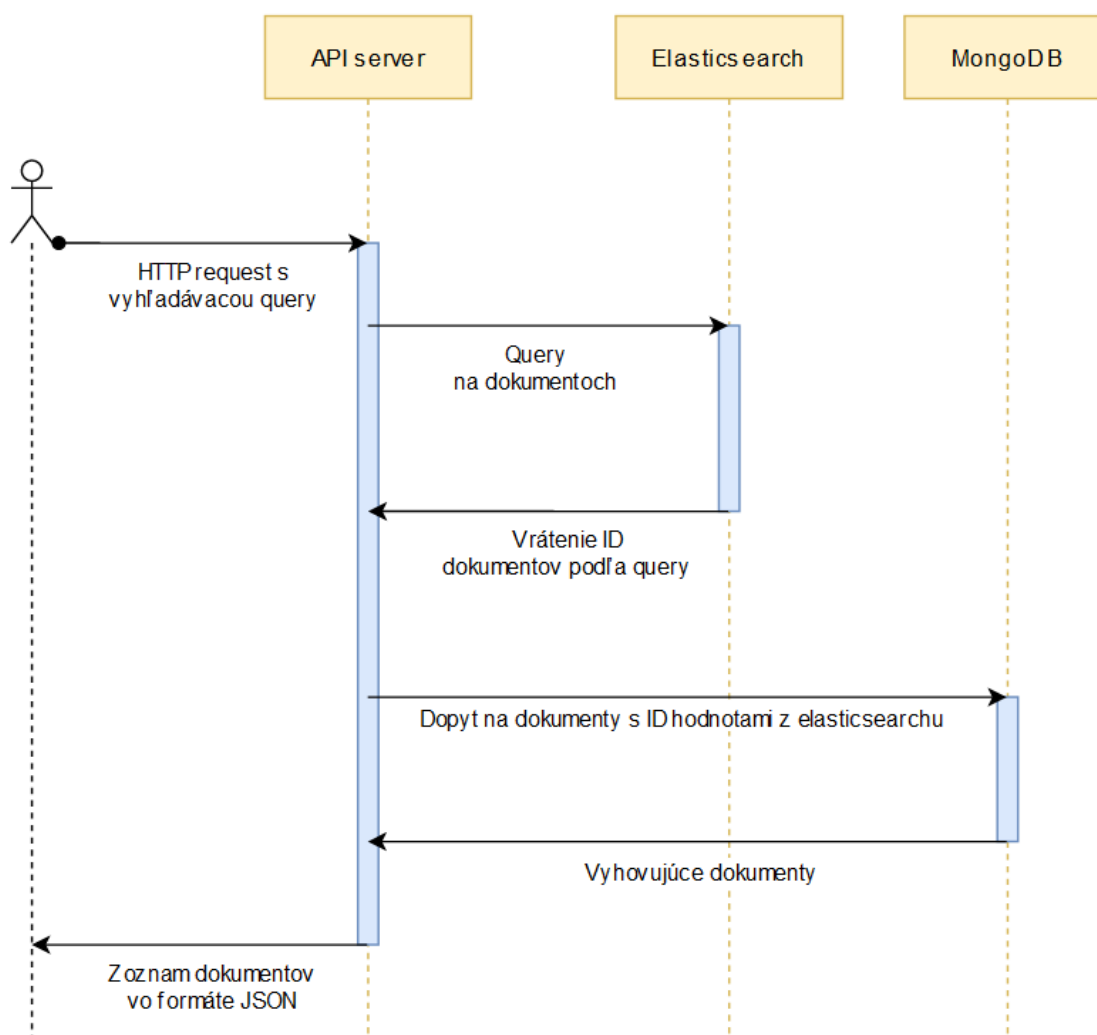 API server
Elasticsearch
MongoDB
HTTP request s
vyhľadávacou query
Query
na dokumentoch
Vrátenie ID
dokumentov podľa query
Dopyt na dokumenty s ID hodnotami z elasticsearchu
Vyhovujúce dokumenty
Zoznam dokumentov
vo formáte JSON